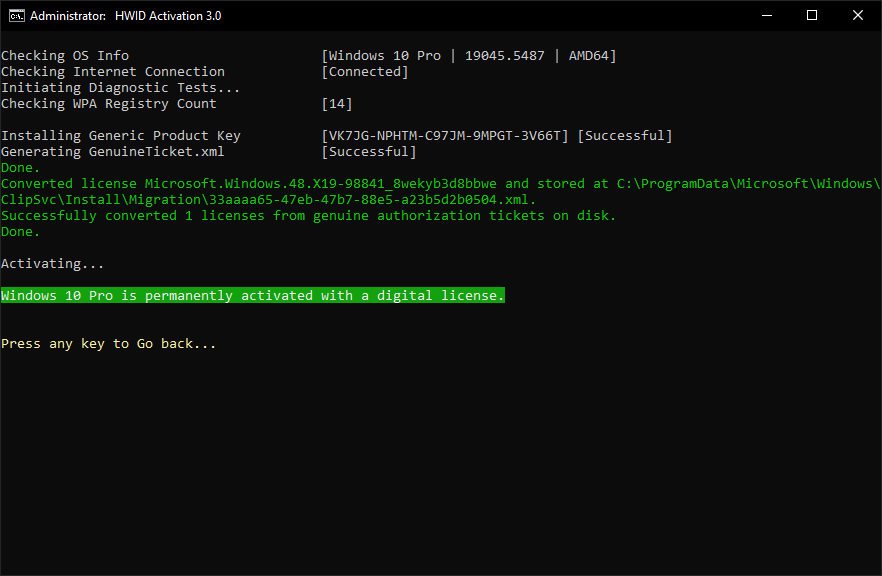 Administrator: HWID Activation 3.0
Checking OS Info [Windows 10 Pro | 19045.5487 | AMD64]
Checking Internet Connection [Connected]
Initiating Diagnostic Tests...
Checking WPA Registry Count [14]
Installing Generic Product Key [VK7JG-NPHTM-C97JM-9MPGT-3V66T] [Successful]
Generating GenuineTicket.xml [Successful]
Done.
Converted license Microsoft.Windows.48.X19-98841_8wekyb3d8bbwe and stored at C:\ProgramData\Microsoft\Windows\
ClipSvc\Install\Migration\33aaaa65-47eb-47b7-88e5-a23b5d2b0504.xml.
Successfully converted 1 licenses from genuine authorization tickets on disk.
Done.
Activating...
Windows 10 Pro is permanently activated with a digital license.
Press any key to Go back...